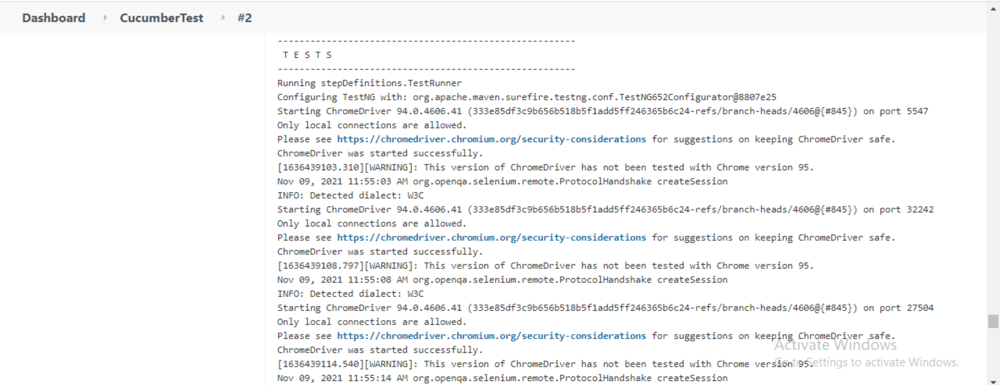 Dashboard CucumberTest #2
-------------------------------------------------------
T E S T S
-------------------------------------------------------
Running stepDefinitions.TestRunner
Configuring TestNG with: org.apache.maven.surefire.testng.conf.TestNG652Configurator@8807e25
Starting ChromeDriver 94.0.4606.41 (333e85df3c9b656b518b5f1add5ff246365b6c24-refs/branch-heads/4606@{#845}) on port 5547
Only local connections are allowed.
Please see https://chromedriver.chromium.org/security-considerations for suggestions on keeping ChromeDriver safe.
ChromeDriver was started successfully.
[1636439103.310][WARNING]: This version of ChromeDriver has not been tested with Chrome version 95.
Nov 09, 2021 11:55:03 AM org.openqa.selenium.remote.ProtocolHandshake createSession
INFO: Detected dialect: W3C
Starting ChromeDriver 94.0.4606.41 (333e85df3c9b656b518b5f1add5ff246365b6c24-refs/branch-heads/4606@{#845}) on port 32242
Only local connections are allowed.
Please see https://chromedriver.chromium.org/security-considerations for suggestions on keeping ChromeDriver safe.
ChromeDriver was started successfully.
[1636439108.797][WARNING]: This version of ChromeDriver has not been tested with Chrome version 95.
Nov 09, 2021 11:55:08 AM org.openqa.selenium.remote.ProtocolHandshake createSession
INFO: Detected dialect: W3C
Starting ChromeDriver 94.0.4606.41 (333e85df3c9b656b518b5f1add5ff246365b6c24-refs/branch-heads/4606@{#845}) on port 27504
Only local connections are allowed.
Please see https://chromedriver.chromium.org/security-considerations for suggestions on keeping ChromeDriver safe.
ChromeDriver was started successfully.
[1636439114.540][WARNING]: This version of ChromeDriver has not been tested with Chrome version 95.
Nov 09, 2021 11:55:14 AM org.openqa.selenium.remote.ProtocolHandshake createSession
Activate Windows
Go to Settings to activate Windows.